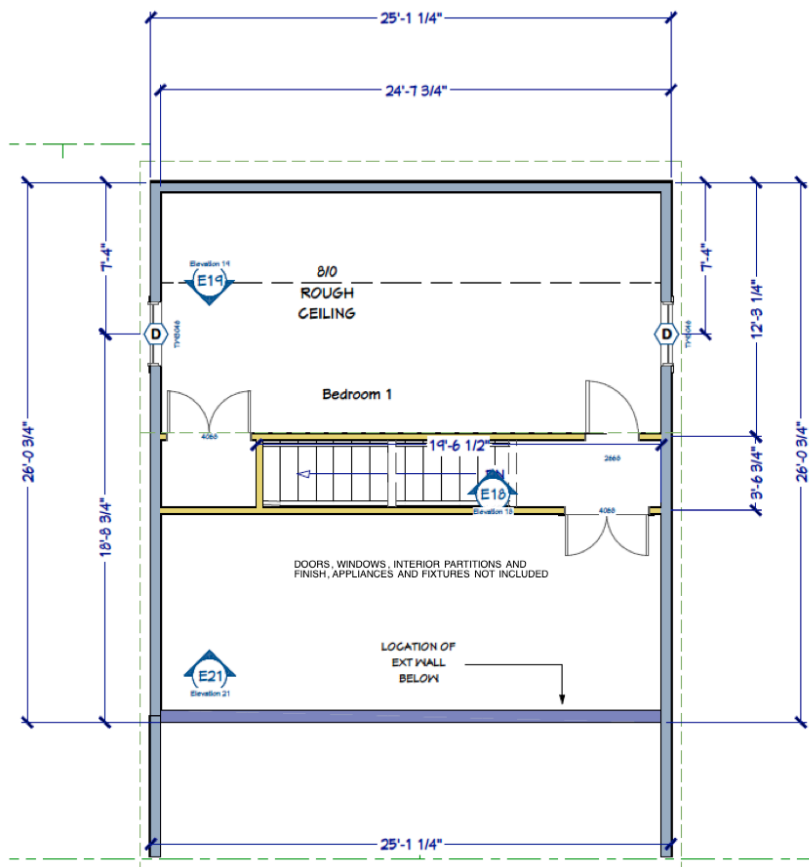 25'-1 1/4"
24'-7 3/4"
7'-4"
7'-4"
12'-3 1/4"
Elevation 19
E19
8/0
ROUGH
CEILING
D
D
Bedroom 1
4068
19'-6 1/2"
2668
DN
E18
Elevation 18
4068
3'-6 3/4"
26'-0 3/4"
18'-8 3/4"
26'-0 3/4"
DOORS, WINDOWS, INTERIOR PARTITIONS AND
FINISH, APPLIANCES AND FIXTURES NOT INCLUDED
LOCATION OF
EXT WALL
BELOW
E21
Elevation 21
25'-1 1/4"